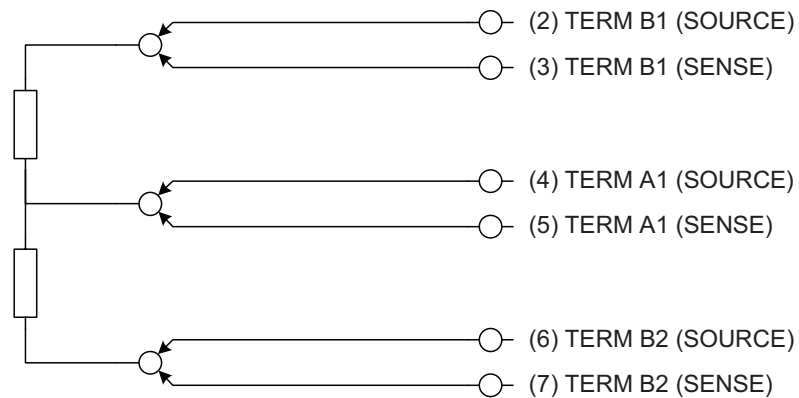 (2) TERM B1 (SOURCE)
(3) TERM B1 (SENSE)
(4) TERM A1 (SOURCE)
(5) TERM A1 (SENSE)
(6) TERM B2 (SOURCE)
(7) TERM B2 (SENSE)